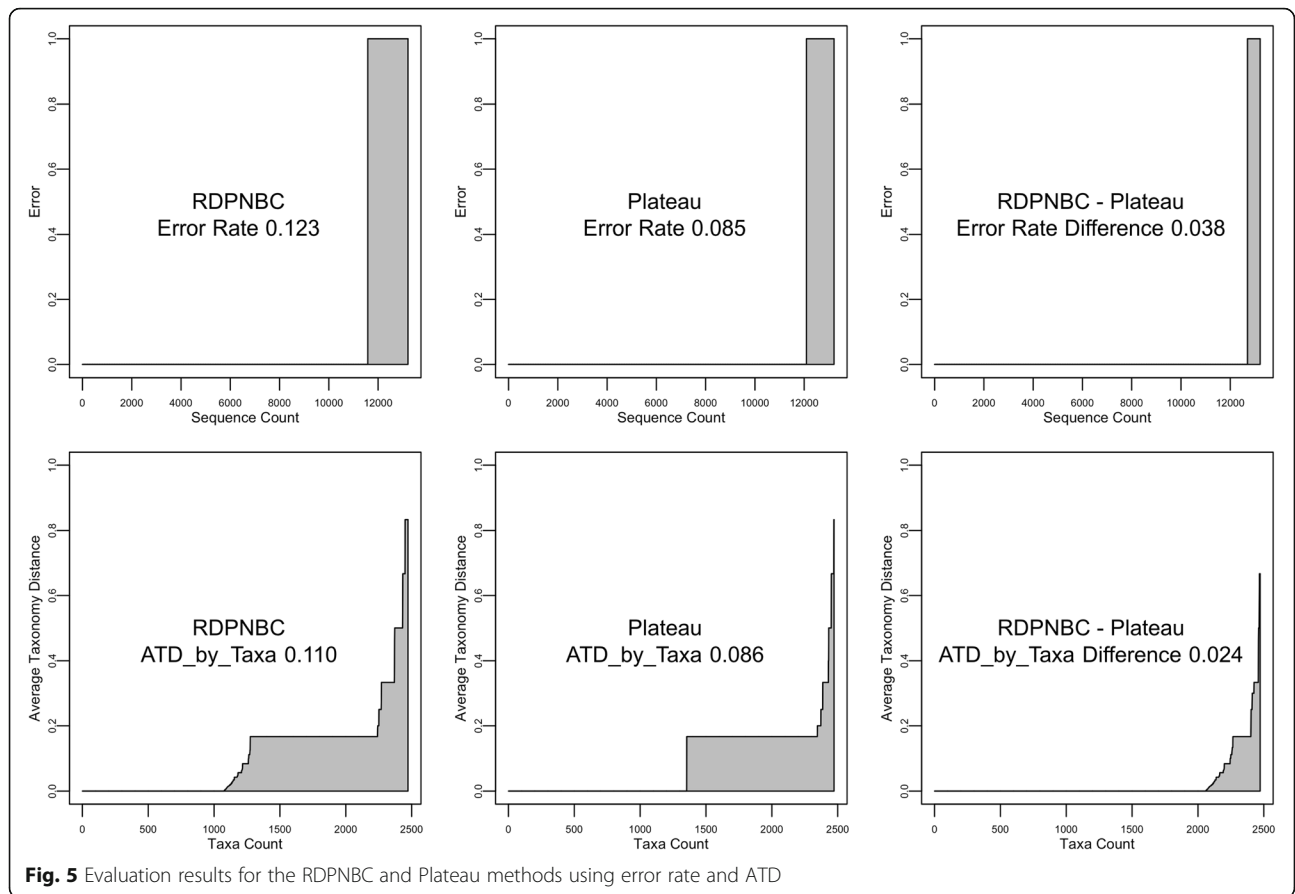 1.0
0.8
0.6
0.4
0.2
0.0
Error
RDPNBC
Error Rate 0.123
0 2000 4000 6000 8000 10000 12000
Sequence Count
1.0
0.8
0.6
0.4
0.2
0.0
Error
Plateau
Error Rate 0.085
0 2000 4000 6000 8000 10000 12000
Sequence Count
1.0
0.8
0.6
0.4
0.2
0.0
Error
RDPNBC - Plateau
Error Rate Difference 0.038
0 2000 4000 6000 8000 10000 12000
Sequence Count
1.0
0.8
0.6
0.4
0.2
0.0
Average Taxonomy Distance
RDPNBC
ATD_by_Taxa 0.110
0 500 1000 1500 2000 2500
Taxa Count
1.0
0.8
0.6
0.4
0.2
0.0
Average Taxonomy Distance
Plateau
ATD_by_Taxa 0.086
0 500 1000 1500 2000 2500
Taxa Count
1.0
0.8
0.6
0.4
0.2
0.0
Average Taxonomy Distance
RDPNBC - Plateau
ATD_by_Taxa Difference 0.024
0 500 1000 1500 2000 2500
Taxa Count
Fig. 5 Evaluation results for the RDPNBC and Plateau methods using error rate and ATD